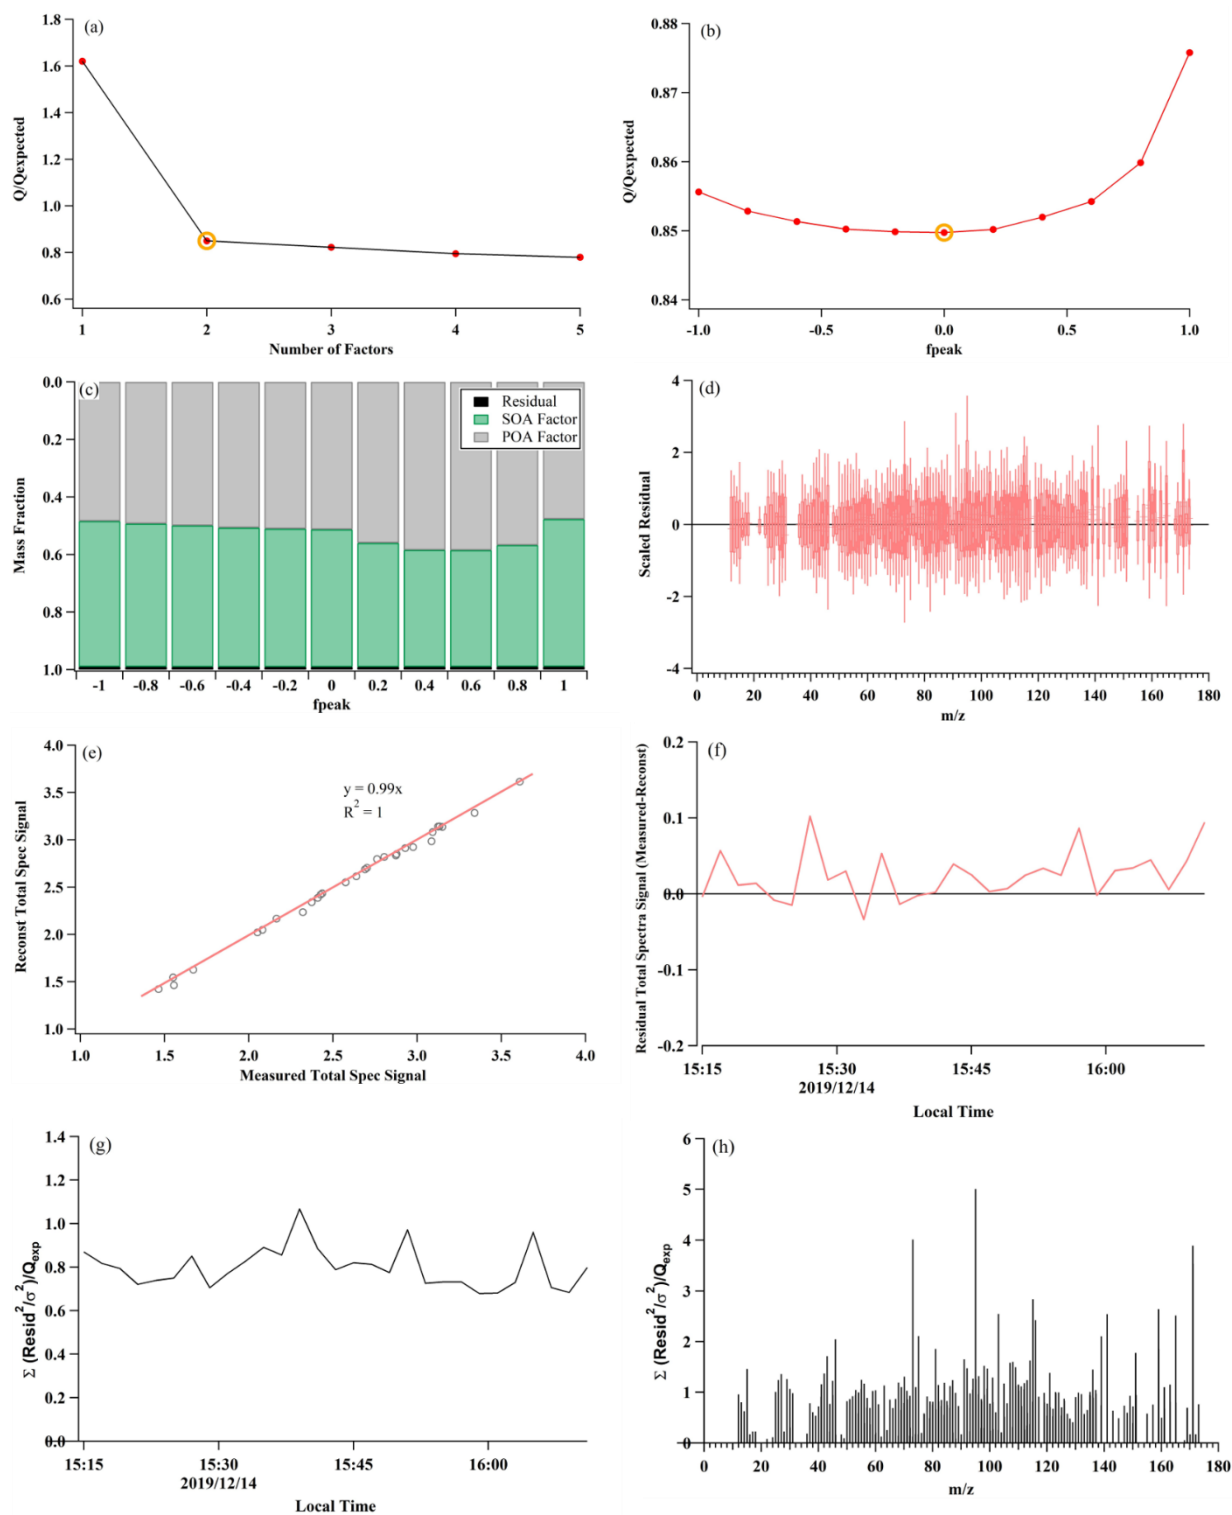 (a)
1.8
1.6
1.4
1.2
1.0
0.8
0.6
Q/Qexpected
1 2 3 4 5
Number of Factors
(b)
0.88
0.87
0.86
0.85
0.84
Q/Qexpected
-1.0 -0.5 0.0 0.5 1.0
fpeak
(c)
0.0
0.2
0.4
0.6
0.8
1.0
Mass Fraction
Residual
SOA Factor
POA Factor
-1 -0.8 -0.6 -0.4 -0.2 0 0.2 0.4 0.6 0.8 1
fpeak
(d)
4
2
0
-2
-4
Scaled Residual
0 20 40 60 80 100 120 140 160 180
m/z
(e)
4.0
3.5
3.0
2.5
2.0
1.5
1.0
Reconst Total Spec Signal
y = 0.99x
R² = 1
1.0 1.5 2.0 2.5 3.0 3.5 4.0
Measured Total Spec Signal
(f)
0.2
0.1
0.0
-0.1
-0.2
Residual Total Spectra Signal (Measured-Reconst)
15:15 15:30 15:45 16:00
2019/12/14
Local Time
(g)
1.4
1.2
1.0
0.8
0.6
0.4
0.2
0.0
Σ (Resid²/σ²)/Qexp
15:15 15:30 15:45 16:00
2019/12/14
Local Time
(h)
6
5
4
3
2
1
0
Σ (Resid²/σ²)/Qexp
0 20 40 60 80 100 120 140 160 180
m/z